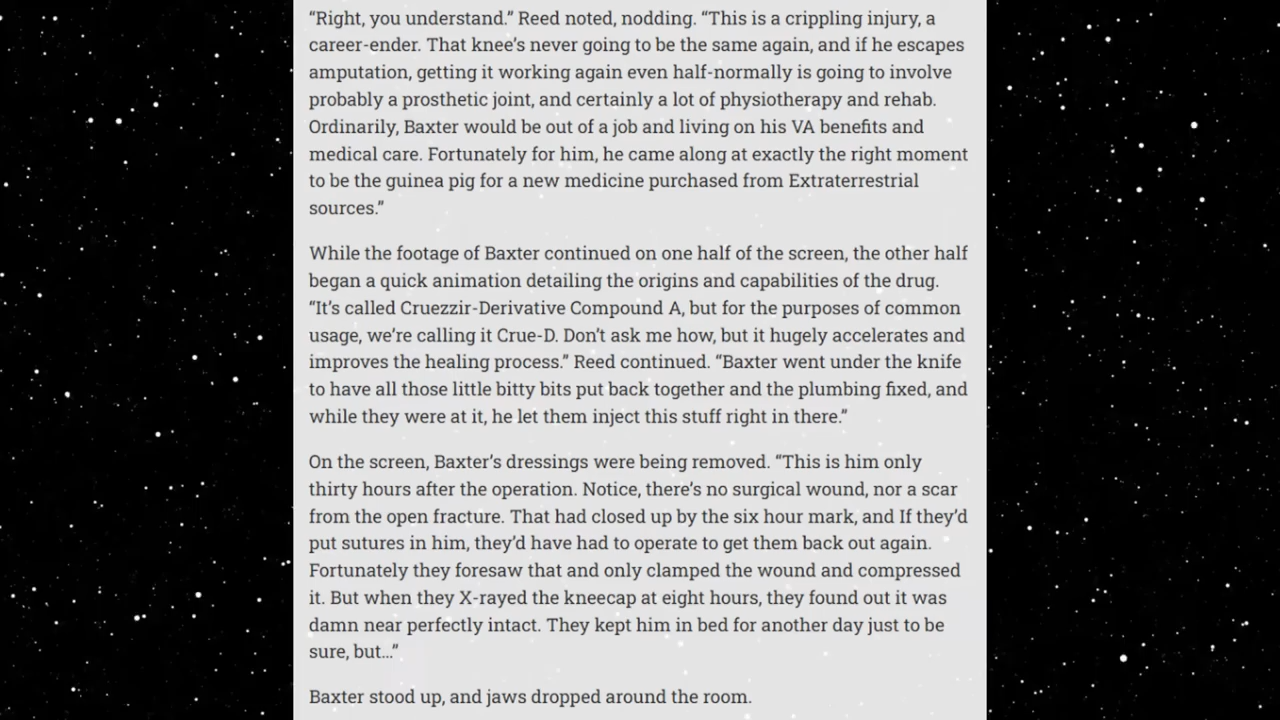 “Right, you understand.” Reed noted, nodding. “This is a crippling injury, a
career-ender. That knee’s never going to be the same again, and if he escapes
amputation, getting it working again even half-normally is going to involve
probably a prosthetic joint, and certainly a lot of physiotherapy and rehab.
Ordinarily, Baxter would be out of a job and living on his VA benefits and
medical care. Fortunately for him, he came along at exactly the right moment
to be the guinea pig for a new medicine purchased from Extraterrestrial
sources.”
While the footage of Baxter continued on one half of the screen, the other half
began a quick animation detailing the origins and capabilities of the drug.
“It’s called Cruezzir-Derivative Compound A, but for the purposes of common
usage, we’re calling it Crue-D. Don’t ask me how, but it hugely accelerates and
improves the healing process.” Reed continued. “Baxter went under the knife
to have all those little bitty bits put back together and the plumbing fixed, and
while they were at it, he let them inject this stuff right in there.”
On the screen, Baxter’s dressings were being removed. “This is him only
thirty hours after the operation. Notice, there’s no surgical wound, nor a scar
from the open fracture. That had closed up by the six hour mark, and If they’d
put sutures in him, they’d have had to operate to get them back out again.
Fortunately they foresaw that and only clamped the wound and compressed
it. But when they X-rayed the kneecap at eight hours, they found out it was
damn near perfectly intact. They kept him in bed for another day just to be
sure, but…”
Baxter stood up, and jaws dropped around the room.